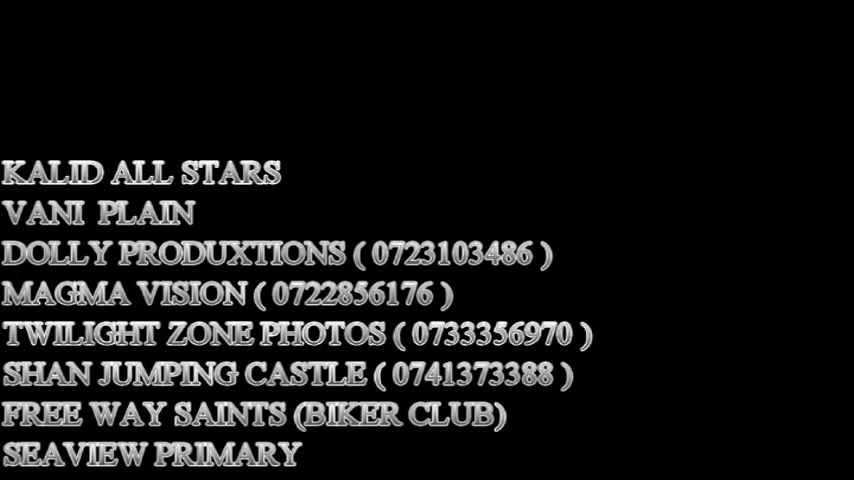 KALID ALL STARS
VANI PLAIN
DOLLY PRODUXTIONS ( 0723103486 )
MAGMA VISION ( 0722856176 )
TWILIGHT ZONE PHOTOS ( 0733356970 )
SHAN JUMPING CASTLE ( 0741373388 )
FREE WAY SAINTS (BIKER CLUB)
SEAVIEW PRIMARY